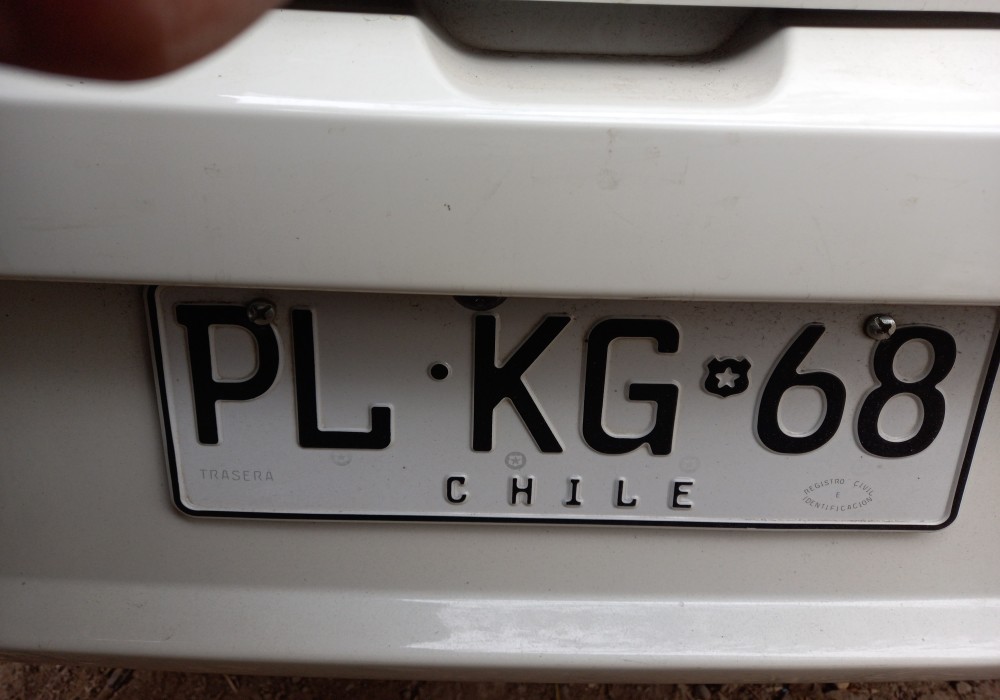 PL·KG 68
TRASERA
CHILE
REGISTRO CIVIL
E
IDENTIFICACION